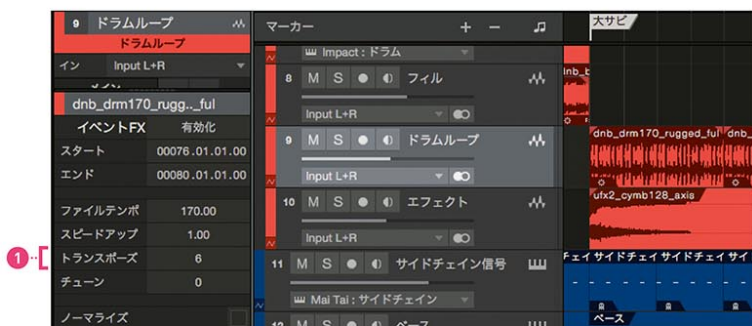 9 ドラムループ
ドラムループ
イン Input L+R
dnb_drm170_rugg.._ful
イベントFX 有効化
スタート 00076.01.01.00
エンド 00080.01.01.00
ファイルテンポ 170.00
スピードアップ 1.00
1 トランスポーズ 6
チューン 0
ノーマライズ
マーカー + −
Impact : ドラム
8 M S フィル
Input L+R
9 M S ドラムループ
Input L+R
10 M S エフェクト
Input L+R
11 M S サイドチェイン信号
Mai Tai : サイドチェイン
12 M S ベース
大サビ
dnb_drm170_rugged_ful dnb_
ufx2_cymb128_axis
チェイ サイドチェイ サイドチェイ サイ
ベース